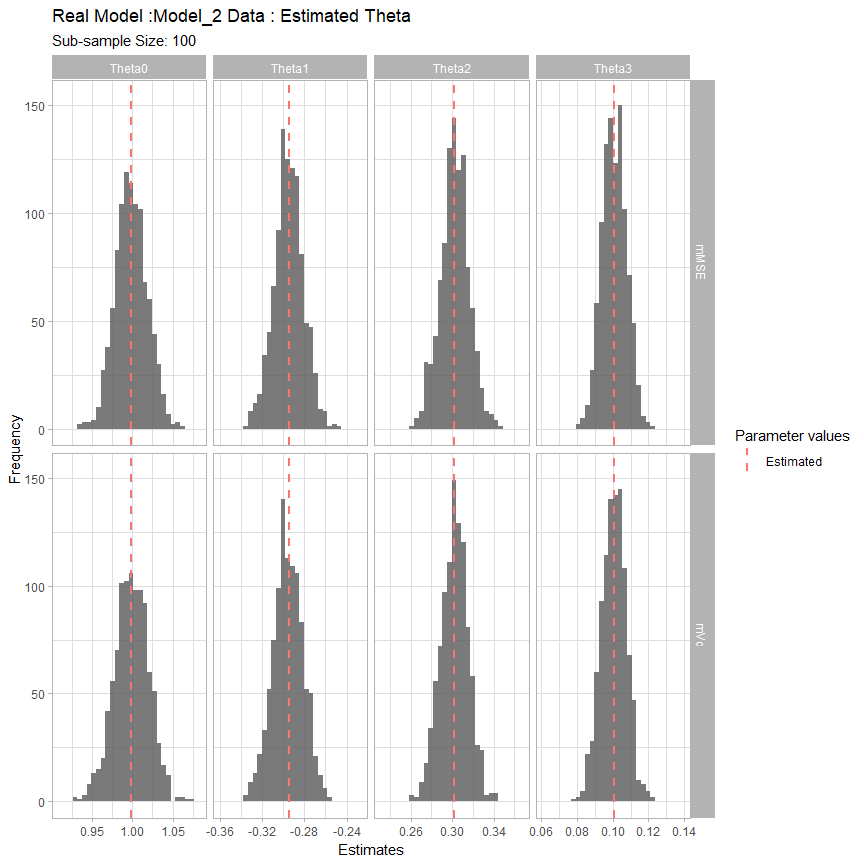 Real Model :Model_2 Data : Estimated Theta
Sub-sample Size: 100
Theta0 Theta1 Theta2 Theta3
150
100
50
0
mMSE
150
100
50
0
mVc
Frequency
0.95 1.00 1.05 -0.36 -0.32 -0.28 -0.24 0.26 0.30 0.34 0.06 0.08 0.10 0.12 0.14
Estimates
Parameter values
Estimated